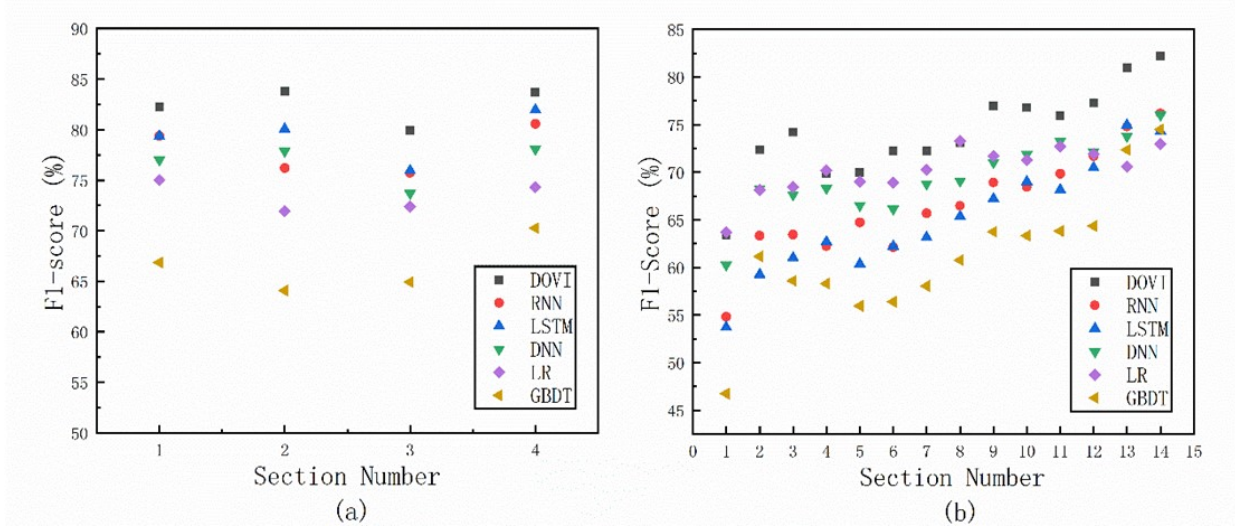 90
85
80
75
70
65
60
55
50
F1-score (%)
1
2
3
4
Section Number
(a)
DOVI
RNN
LSTM
DNN
LR
GBDT
85
80
75
70
65
60
55
50
45
F1-Score (%)
0
1
2
3
4
5
6
7
8
9
10
11
12
13
14
15
Section Number
(b)
DOVI
RNN
LSTM
DNN
LR
GBDT